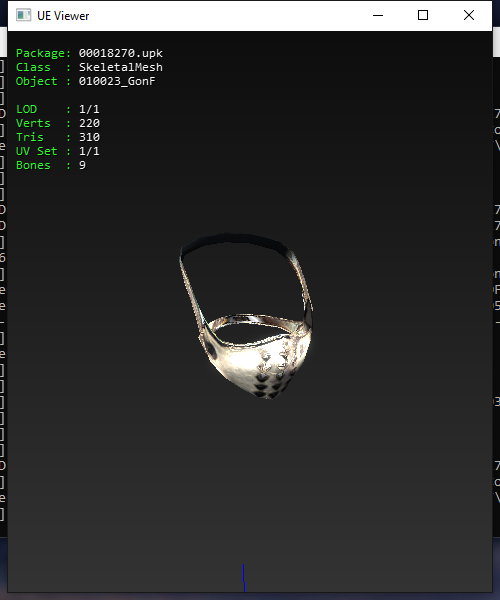 UE Viewer
Package: 00018270.upk
Class : SkeletalMesh
Object : 010023_GonF
LOD : 1/1
Verts : 220
Tris : 310
UV Set : 1/1
Bones : 9